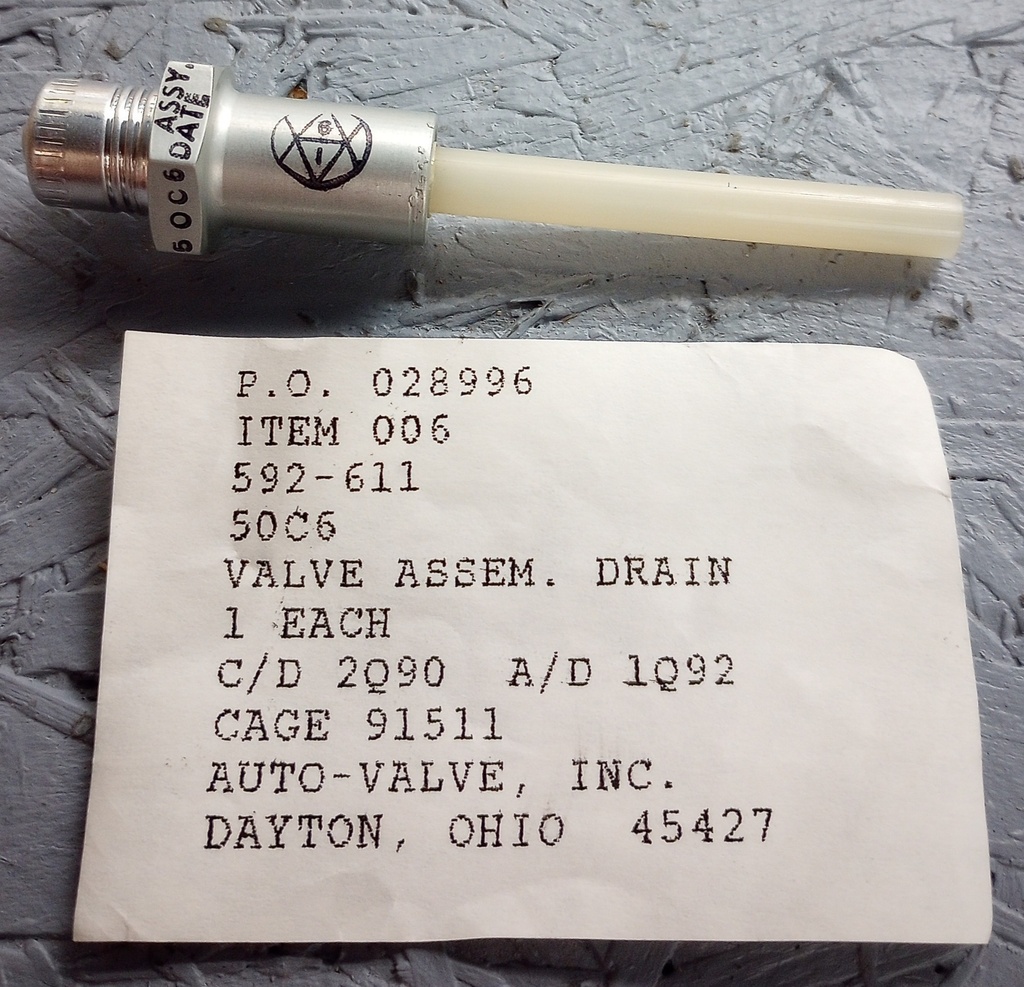 ASSY.
DATE
50C6
P.O. 028996
ITEM 006
592-611
50C6
VALVE ASSEM. DRAIN
1 EACH
C/D 2Q90 A/D 1Q92
CAGE 91511
AUTO-VALVE, INC.
DAYTON, OHIO 45427